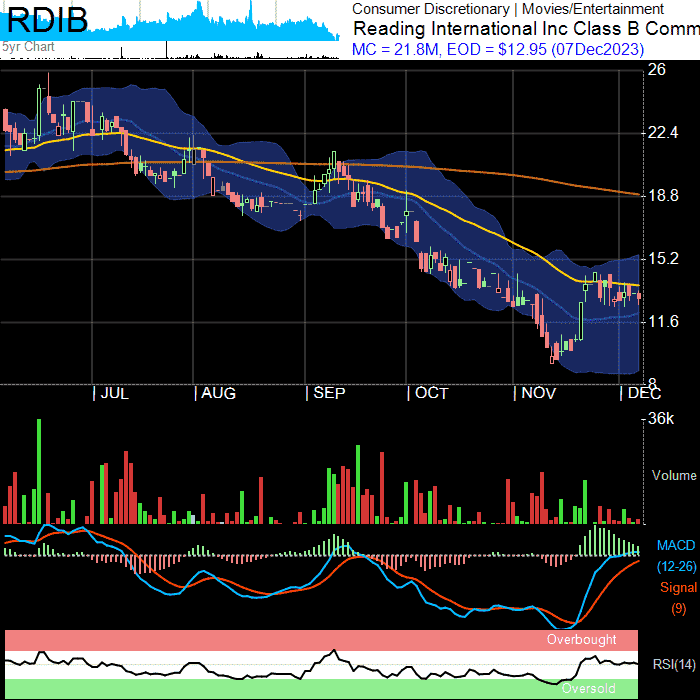 RDIB
5yr Chart
Consumer Discretionary | Movies/Entertainment
Reading International Inc Class B Comm
MC = 21.8M, EOD = $12.95 (07Dec2023)
26
22.4
18.8
15.2
11.6
8
| JUL | AUG | SEP | OCT | NOV | DEC
36k
Volume
MACD
(12-26)
Signal
(9)
Overbought
RSI(14)
Oversold